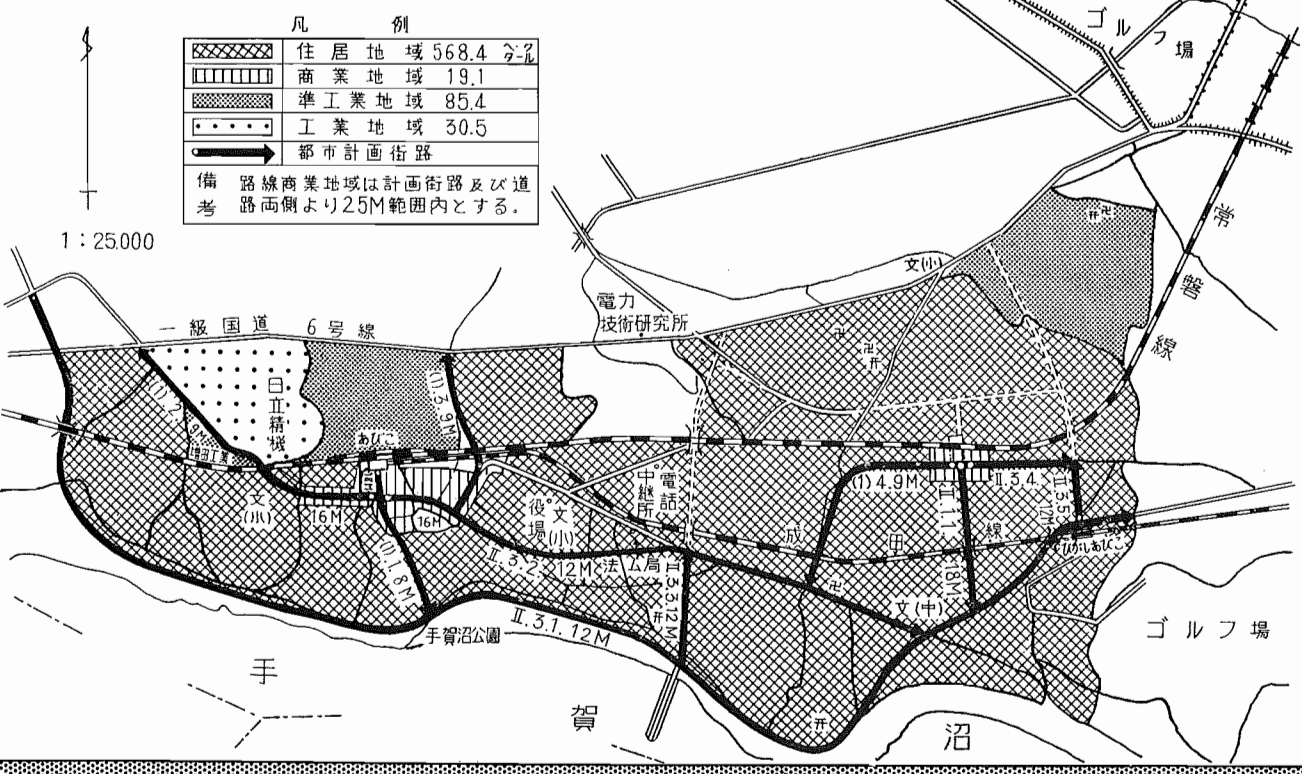 凡例
住居地域 568.4 ヘクタール
商業地域 19.1
準工業地域 85.4
工業地域 30.5
都市計画街路
備考 路線商業地域は計画街路及び道
路両側より25M範囲内とする.
1:25.000
ゴルフ場
常磐線
文(小)
電力
技術研究所
一級国道 6号線
日立精機
あびこ
(1).3.9M
文(小)
16M
16M
(1).1.8M
役場
文(小)
電話
中継所
(1)4.9M
II.3.4.
II.1.1.
18M
成田線
ひがしあびこ
II.3.2.
12M
法ム局
II.3.3.12M
文(中)
手賀沼公園
II.3.1.12M
ゴルフ場
手賀沼